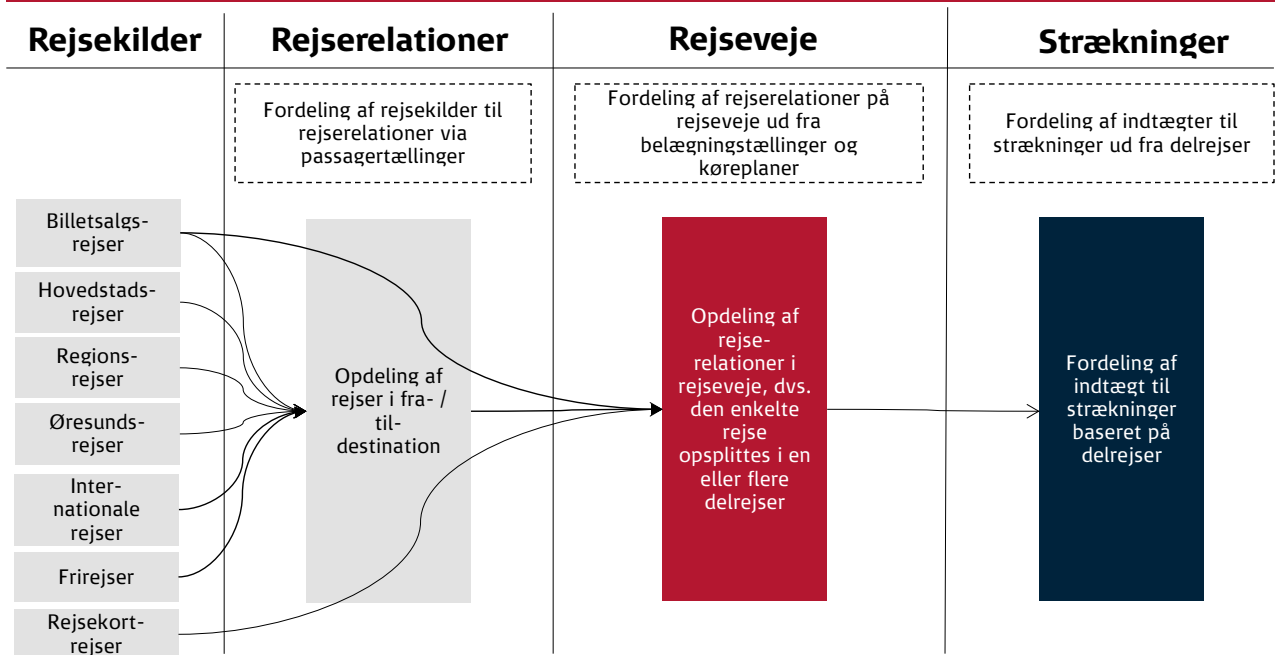 Rejsekilder
Rejserelationer
Rejseveje
Strækninger
Fordeling af rejsekilder til
rejserelationer via
passagertællinger
Fordeling af rejserelationer på
rejseveje ud fra
belægningstællinger og
køreplaner
Fordeling af indtægter til
strækninger ud fra delrejser
Billetsalgs-
rejser
Hovedstads-
rejser
Regions-
rejser
Øresunds-
rejser
Inter-
nationale
rejser
Frirejser
Rejsekort-
rejser
Opdeling af
rejser i fra- /
til-
destination
Opdeling af
rejse-
relationer i
rejseveje, dvs.
den enkelte
rejse
opsplittes i en
eller flere
delrejser
Fordeling af
indtægt til
strækninger
baseret på
delrejser